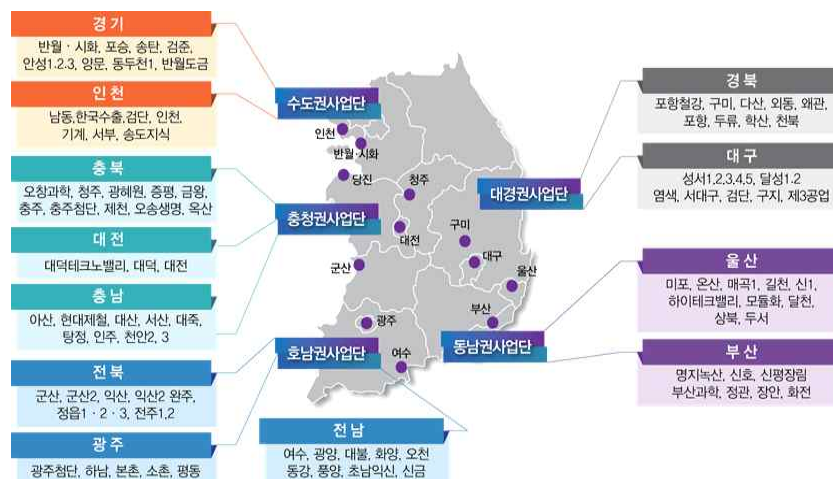 경기
반월·시화, 포승, 송탄, 검준,
안성1.2.3, 양문, 동두천1, 반월도금
인천
남동,한국수출,검단, 인천,
기계, 서부, 송도지식
충북
오창과학, 청주, 광혜원, 증평, 금왕,
충주, 충주첨단, 제천, 오송생명, 옥산
대전
대덕테크노밸리, 대덕, 대전
충남
아산, 현대제철, 대산, 서산, 대죽,
탕정, 인주, 천안2, 3
전북
군산, 군산2, 익산, 익산2 완주,
정읍1·2·3, 전주1,2
광주
광주첨단, 하남, 본촌, 소촌, 평동
수도권사업단
인천
반월·시화
당진
청주
충청권사업단
대전
군산
광주
호남권사업단
여수
전남
여수, 광양, 대불, 화양, 오천
동강, 풍양, 초남익신, 신금
대경권사업단
구미
대구
울산
부산
동남권사업단
경북
포항철강, 구미, 다산, 외동, 왜관,
포항, 두류, 학산, 천북
대구
성서1,2,3,4,5, 달성1.2
염색, 서대구, 검단, 구지, 제3공업
울산
미포, 온산, 매곡1, 길천, 신1,
하이테크밸리, 모듈화, 달천,
상북, 두서
부산
명지녹산, 신호, 신평장림
부산과학, 정관, 장안, 화전